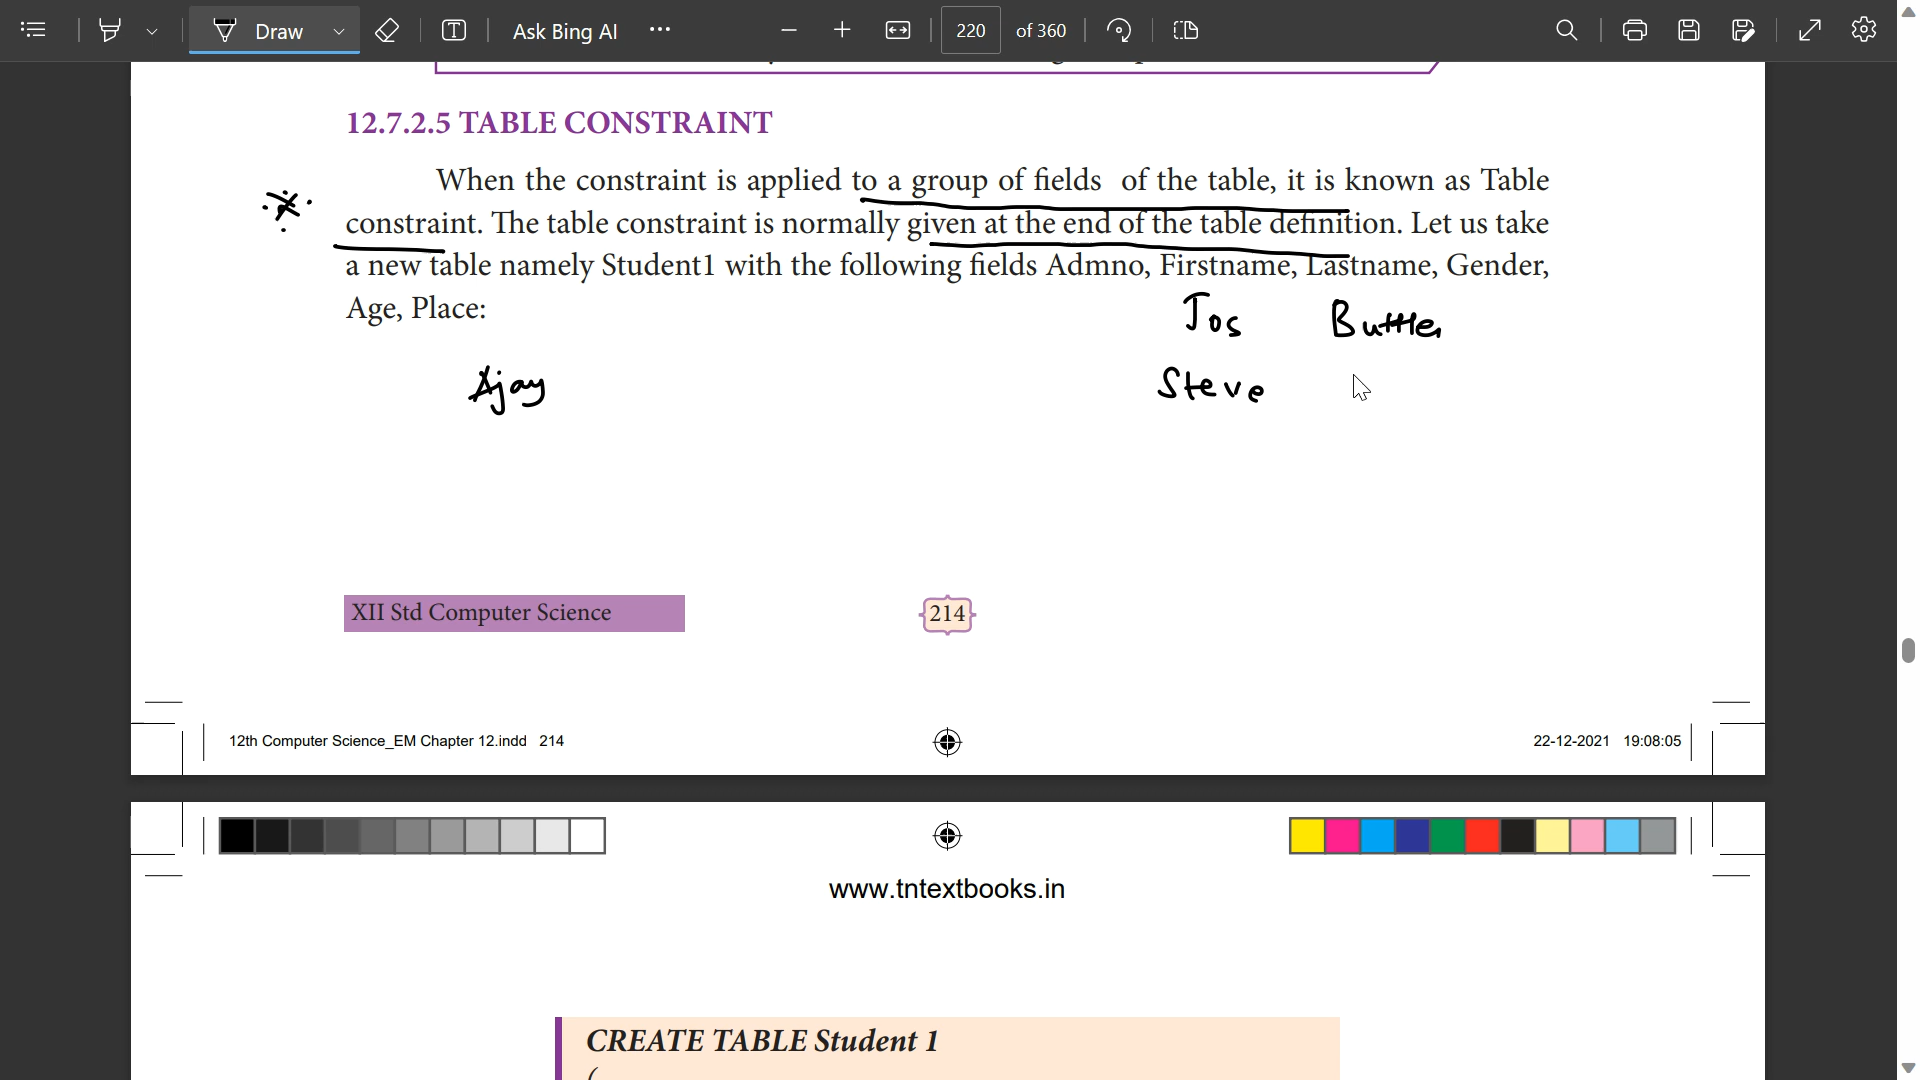 Draw
Ask Bing AI
220 of 360
12.7.2.5 TABLE CONSTRAINT
When the constraint is applied to a group of fields of the table, it is known as Table
constraint. The table constraint is normally given at the end of the table definition. Let us take
a new table namely Student1 with the following fields Admno, Firstname, Lastname, Gender,
Age, Place:
Jos Buttler
Ajay Steve
XII Std Computer Science 214
12th Computer Science_EM Chapter 12.indd 214 22-12-2021 19:08:05
www.tntextbooks.in
CREATE TABLE Student 1
(